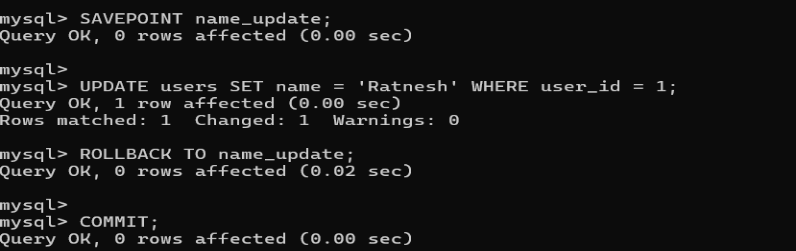 mysql> SAVEPOINT name_update;
Query OK, 0 rows affected (0.00 sec)
mysql>
mysql> UPDATE users SET name = 'Ratnesh' WHERE user_id = 1;
Query OK, 1 row affected (0.00 sec)
Rows matched: 1  Changed: 1  Warnings: 0
mysql> ROLLBACK TO name_update;
Query OK, 0 rows affected (0.02 sec)
mysql>
mysql> COMMIT;
Query OK, 0 rows affected (0.00 sec)